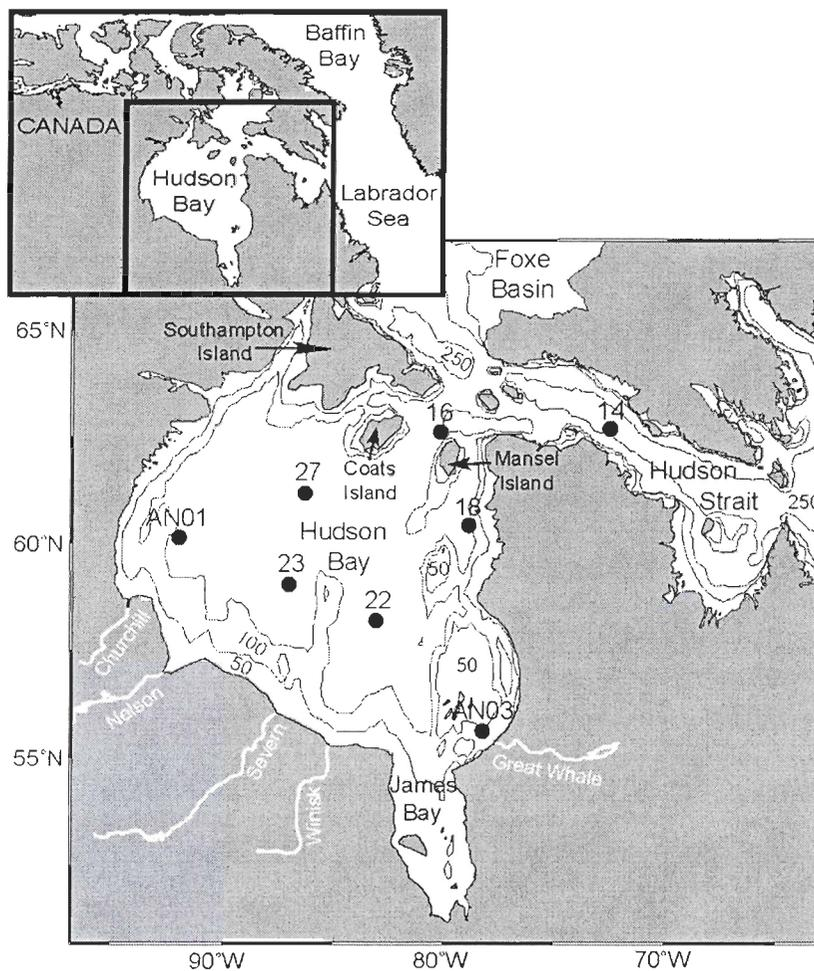 Baffin
Bay
CANADA
Hudson
Bay
Labrador
Sea
Foxe
Basin
65°N
Southampton
Island
250
16
14
Coats
Island
Mansel
Island
Hudson
Strait
27
AN01
18
250
60°N
Hudson
Bay
23
50
22
Churchill
100
50
50
Nelson
AN03
Severn
55°N
Great Whale
Winisk
James
Bay
90°W
80°W
70°W